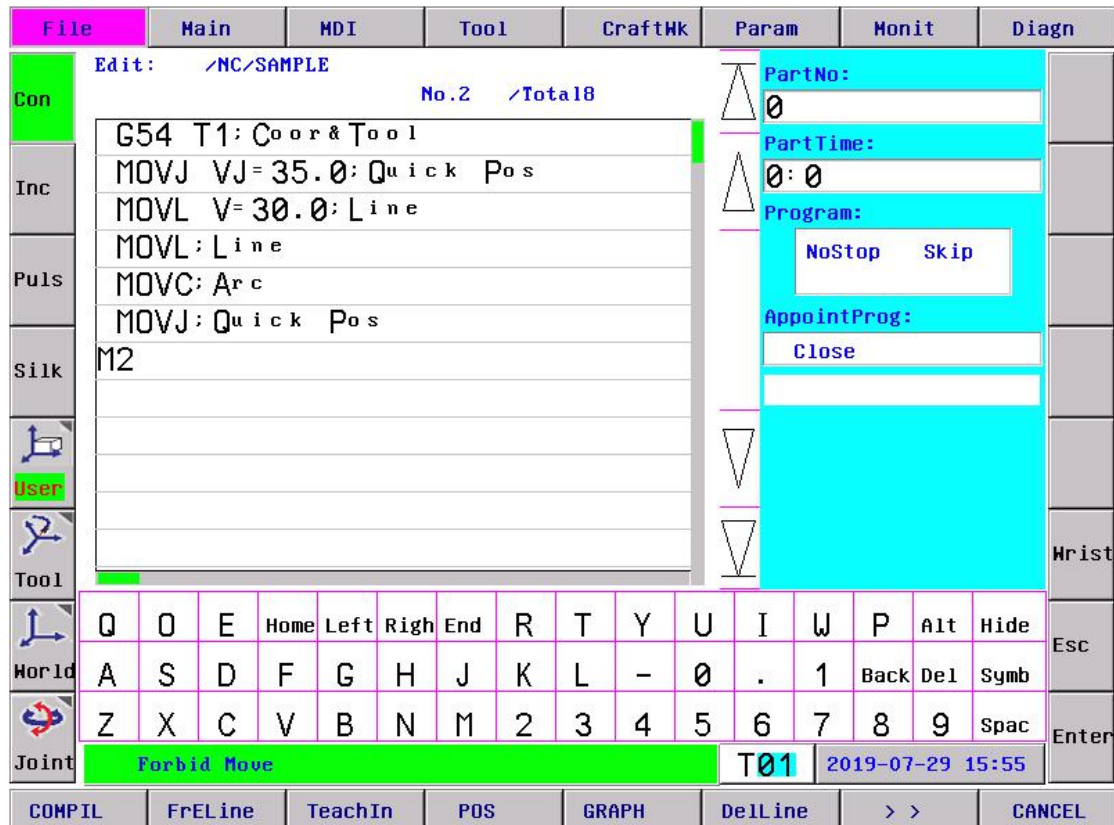 File Main MDI Tool CraftWk Param Monit Diagn
Edit: /NC/SAMPLE
No.2 /Total8
G54 T1;Coor&Tool
MOVJ VJ=35.0;Quick Pos
MOVL V=30.0;Line
MOVL;Line
MOVC;Arc
MOVJ;Quick Pos
M2
Con
Inc
Puls
Silk
User
Tool
World
Joint
PartNo:
0
PartTime:
0:0
Program:
NoStop Skip
AppointProg:
Close
Wrist
Esc
Enter
Q O E Home Left Righ End R T Y U I W P Alt Hide
A S D F G H J K L - 0 . 1 Back Del Symb
Z X C V B N M 2 3 4 5 6 7 8 9 Spac
Forbid Move T01 2019-07-29 15:55
COMPIL FrELine TeachIn POS GRAPH DelLine >> CANCEL